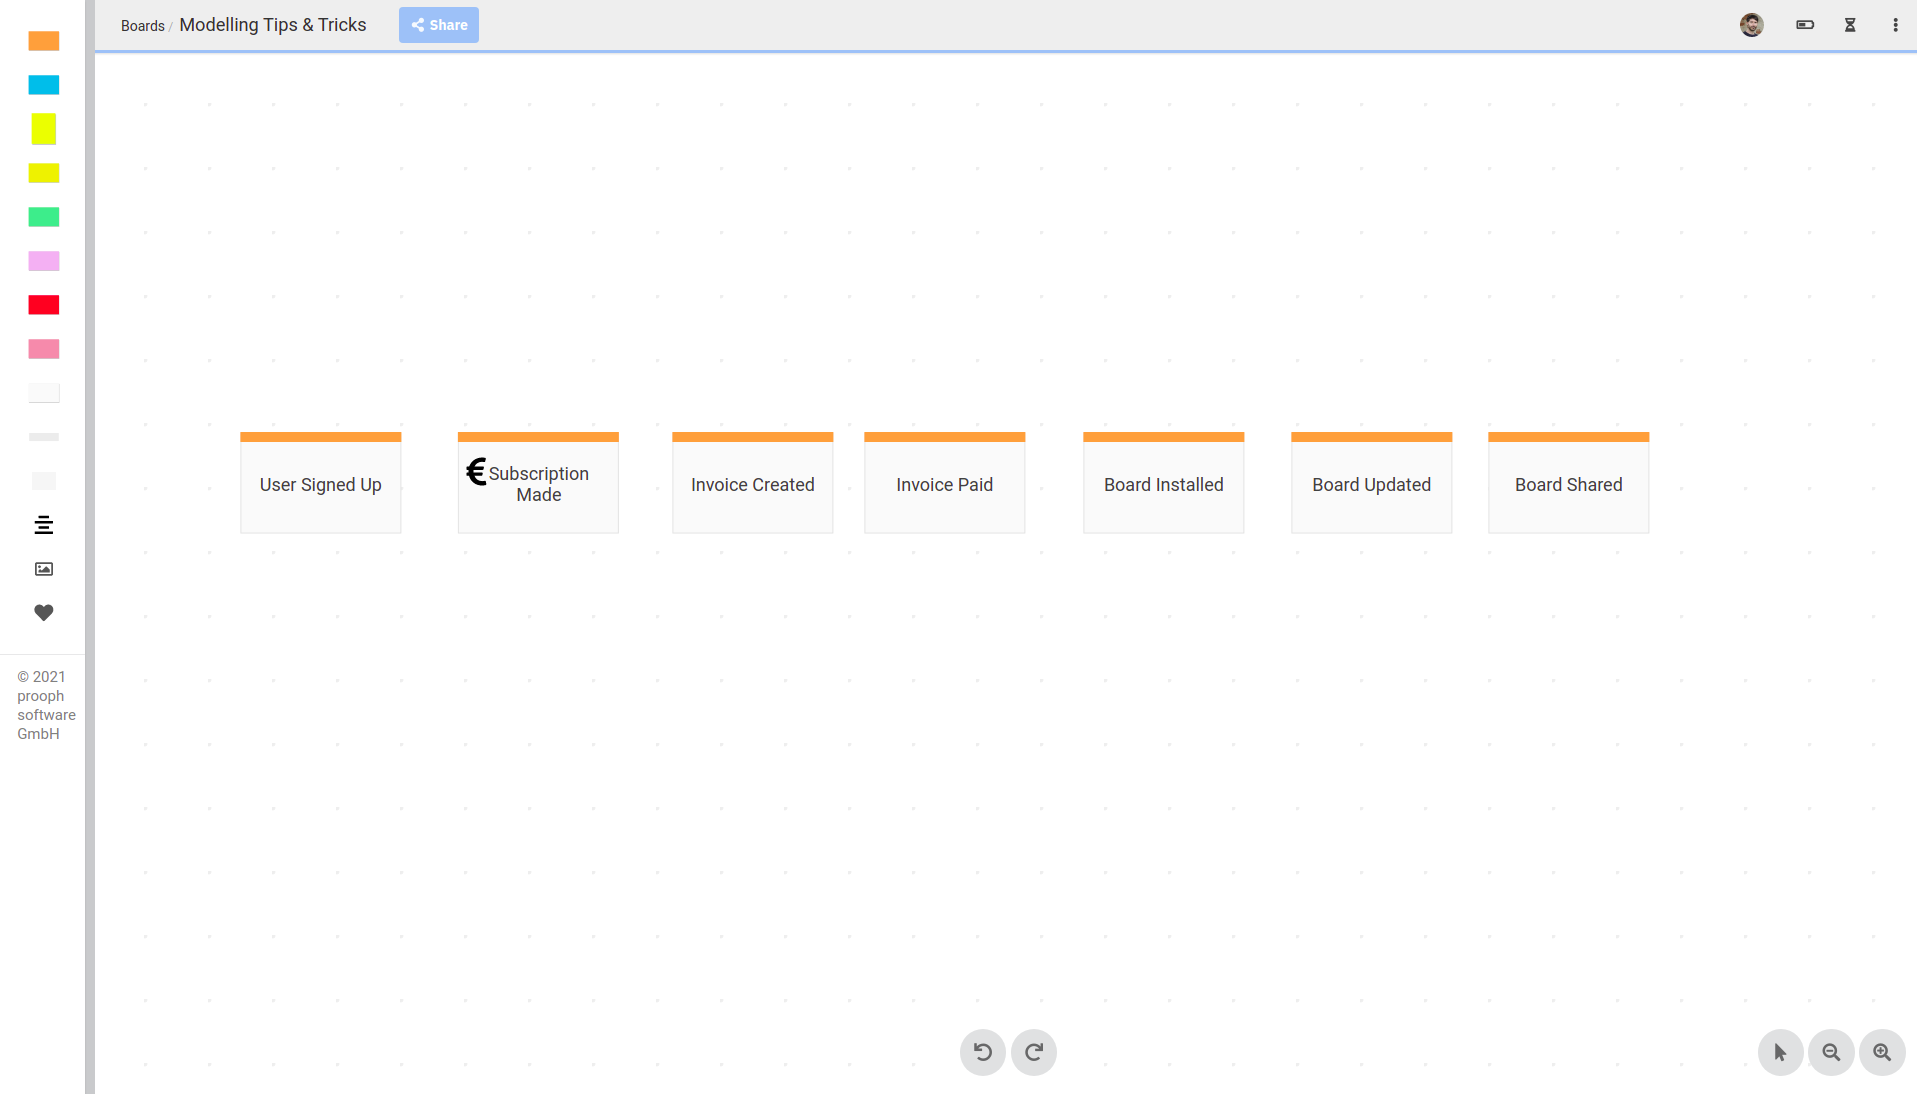 Boards / Modelling Tips & Tricks
Share
User Signed Up
€ Subscription
Made
Invoice Created
Invoice Paid
Board Installed
Board Updated
Board Shared
© 2021
prooph
software
GmbH